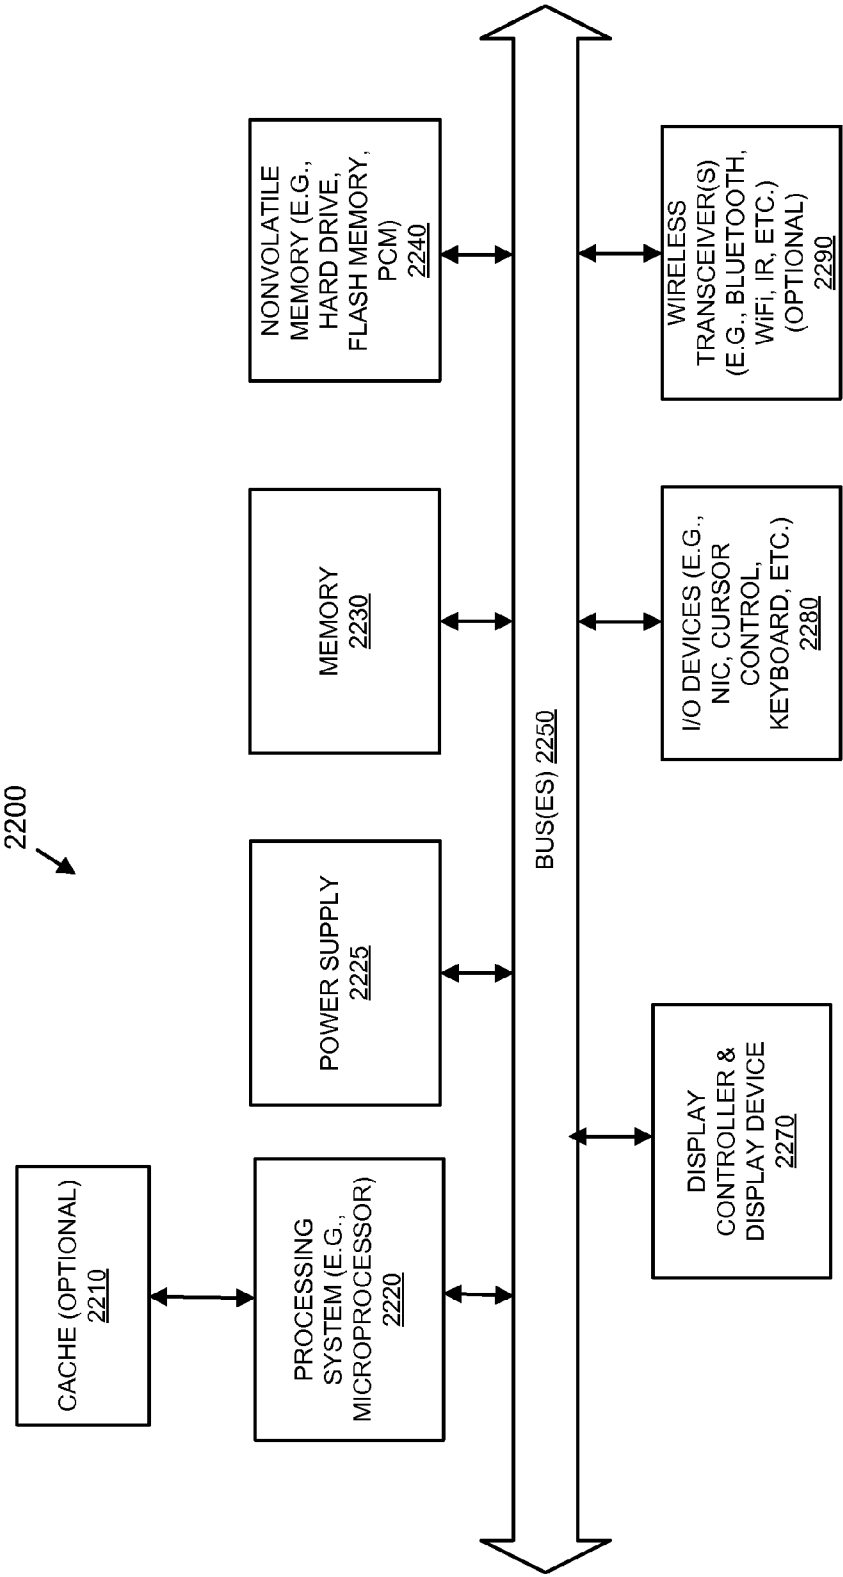 2200
CACHE (OPTIONAL)
2210
PROCESSING
SYSTEM (E.G.,
MICROPROCESSOR)
2220
POWER SUPPLY
2225
MEMORY
2230
NONVOLATILE
MEMORY (E.G.,
HARD DRIVE,
FLASH MEMORY,
PCM)
2240
BUS(ES) 2250
DISPLAY
CONTROLLER &
DISPLAY DEVICE
2270
I/O DEVICES (E.G.,
NIC, CURSOR
CONTROL,
KEYBOARD, ETC.)
2280
WIRELESS
TRANSCEIVER(S)
(E.G., BLUETOOTH,
WiFi, IR, ETC.)
(OPTIONAL)
2290